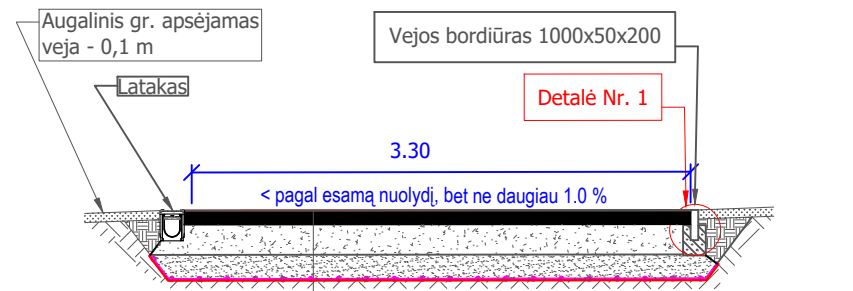 Augalinis gr. apsėjamas
veja - 0,1 m
Vejos bordiūras 1000x50x200
Latakas
Detalė Nr. 1
3.30
< pagal esamą nuolydį, bet ne daugiau 1.0 %